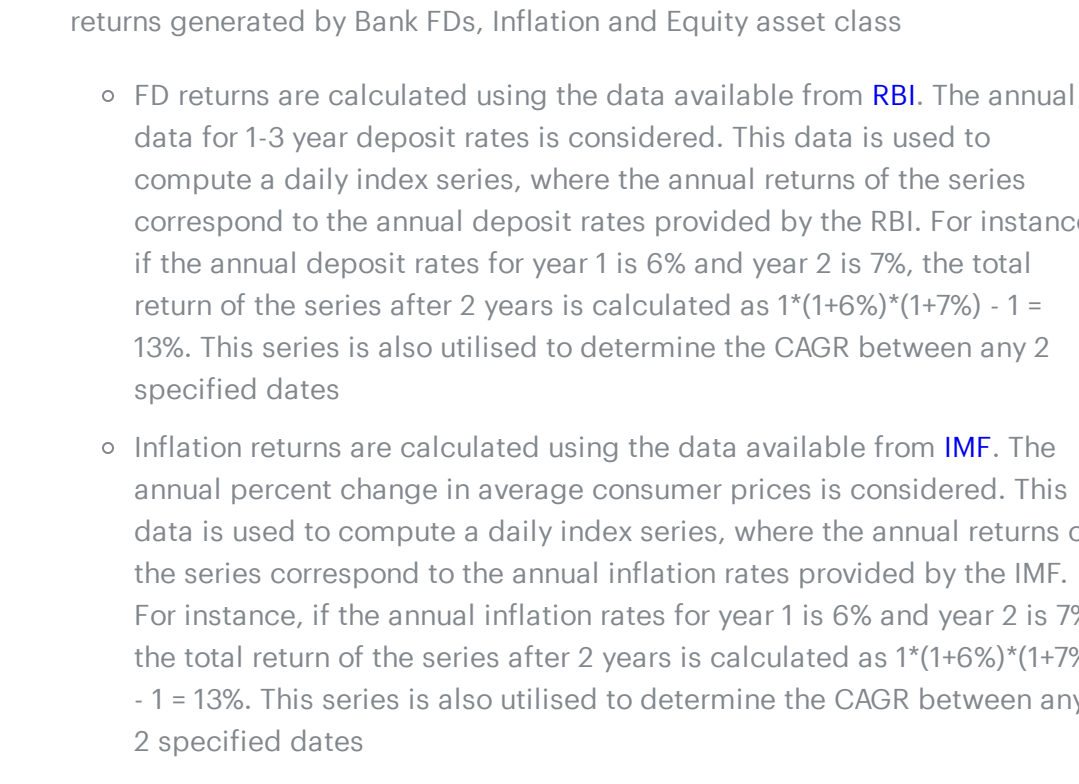 returns generated by Bank FDs, Inflation and Equity asset class
FD returns are calculated using the data available from RBI. The annual
data for 1-3 year deposit rates is considered. This data is used to
compute a daily index series, where the annual returns of the series
correspond to the annual deposit rates provided by the RBI. For instance
if the annual deposit rates for year 1 is 6% and year 2 is 7%, the total
return of the series after 2 years is calculated as 1*(1+6%)*(1+7%) - 1 =
13%. This series is also utilised to determine the CAGR between any 2
specified dates
Inflation returns are calculated using the data available from IMF. The
annual percent change in average consumer prices is considered. This
data is used to compute a daily index series, where the annual returns
the series correspond to the annual inflation rates provided by the IMF.
For instance, if the annual inflation rates for year 1 is 6% and year 2 is 7%
the total return of the series after 2 years is calculated as 1*(1+6%)*(1+7%
- 1 = 13%. This series is also utilised to determine the CAGR between any
2 specified dates